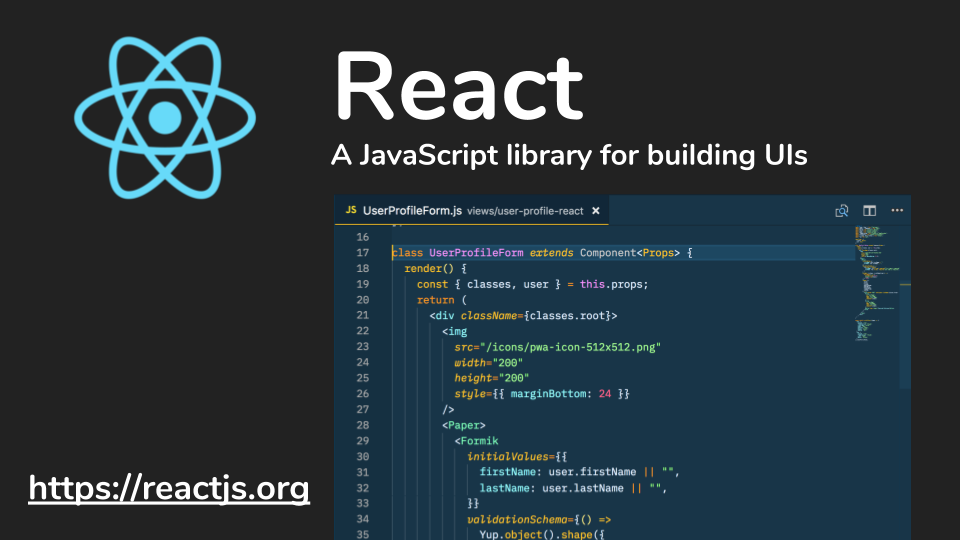 React
A JavaScript library for building UIs
JS UserProfileForm.js views/user-profile-react ×
16
17 class UserProfileForm extends Component<Props> {
18 render() {
19 const { classes, user } = this.props;
20 return (
21 <div className={classes.root}>
22 <img
23 src="/icons/pwa-icon-512x512.png"
24 width="200"
25 height="200"
26 style={{ marginBottom: 24 }}
27 />
28 <Paper>
29 <Formik
30 initialValues={{
31 firstName: user.firstName || "",
32 lastName: user.lastName || "",
33 }}
34 validationSchema={() =>
35 Yup.object().shape({
https://reactjs.org